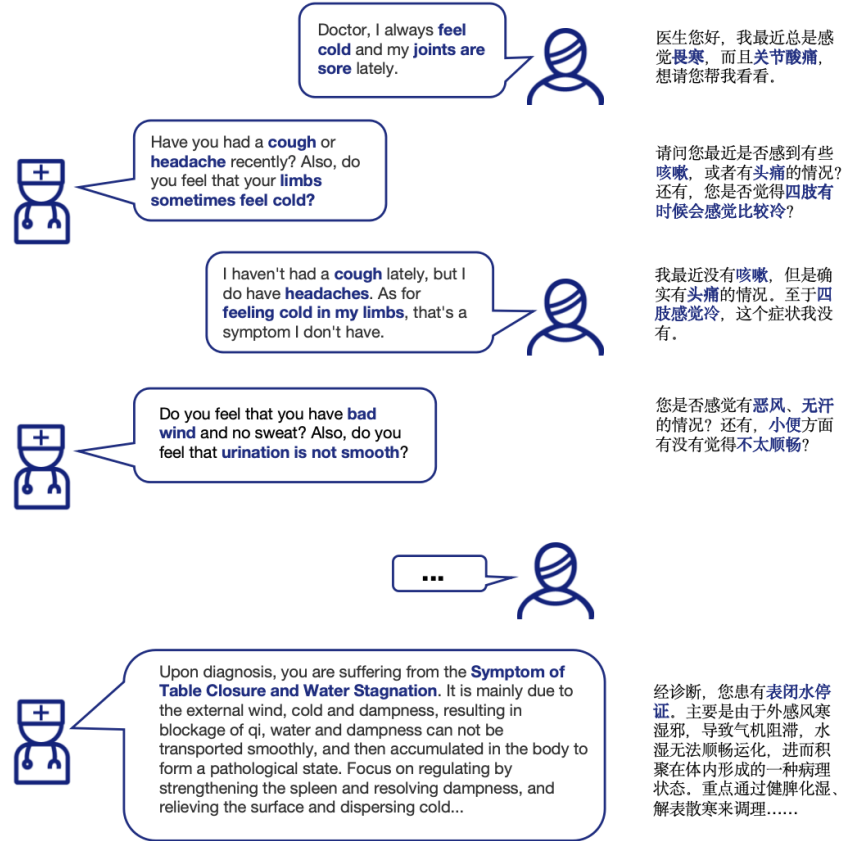 Doctor, I always feel
cold and my joints are
sore lately.
医生您好，我最近总是感
觉畏寒，而且关节酸痛，
想请您帮我看看。
Have you had a cough or
headache recently? Also, do
you feel that your limbs
sometimes feel cold?
请问您最近是否感到有些
咳嗽，或者有头痛的情况？
还有，您是否觉得四肢有
时候会感觉比较冷？
I haven't had a cough lately, but I
do have headaches. As for
feeling cold in my limbs, that's a
symptom I don't have.
我最近没有咳嗽，但是确
实有头痛的情况。至于四
肢感觉冷，这个症状我没
有。
Do you feel that you have bad
wind and no sweat? Also, do you
feel that urination is not smooth?
您是否感觉有恶风、无汗
的情况？还有，小便方面
有没有觉得不太顺畅？
...
Upon diagnosis, you are suffering from the Symptom of
Table Closure and Water Stagnation. It is mainly due to
the external wind, cold and dampness, resulting in
blockage of qi, water and dampness can not be
transported smoothly, and then accumulated in the body to
form a pathological state. Focus on regulating by
strengthening the spleen and resolving dampness, and
relieving the surface and dispersing cold...
经诊断，您患有表闭水停
证。主要是由于外感风寒
湿邪，导致气机阻滞，水
湿无法顺畅运化，进而积
聚在体内形成的一种病理
状态。重点通过健脾化湿、
解表散寒来调理……